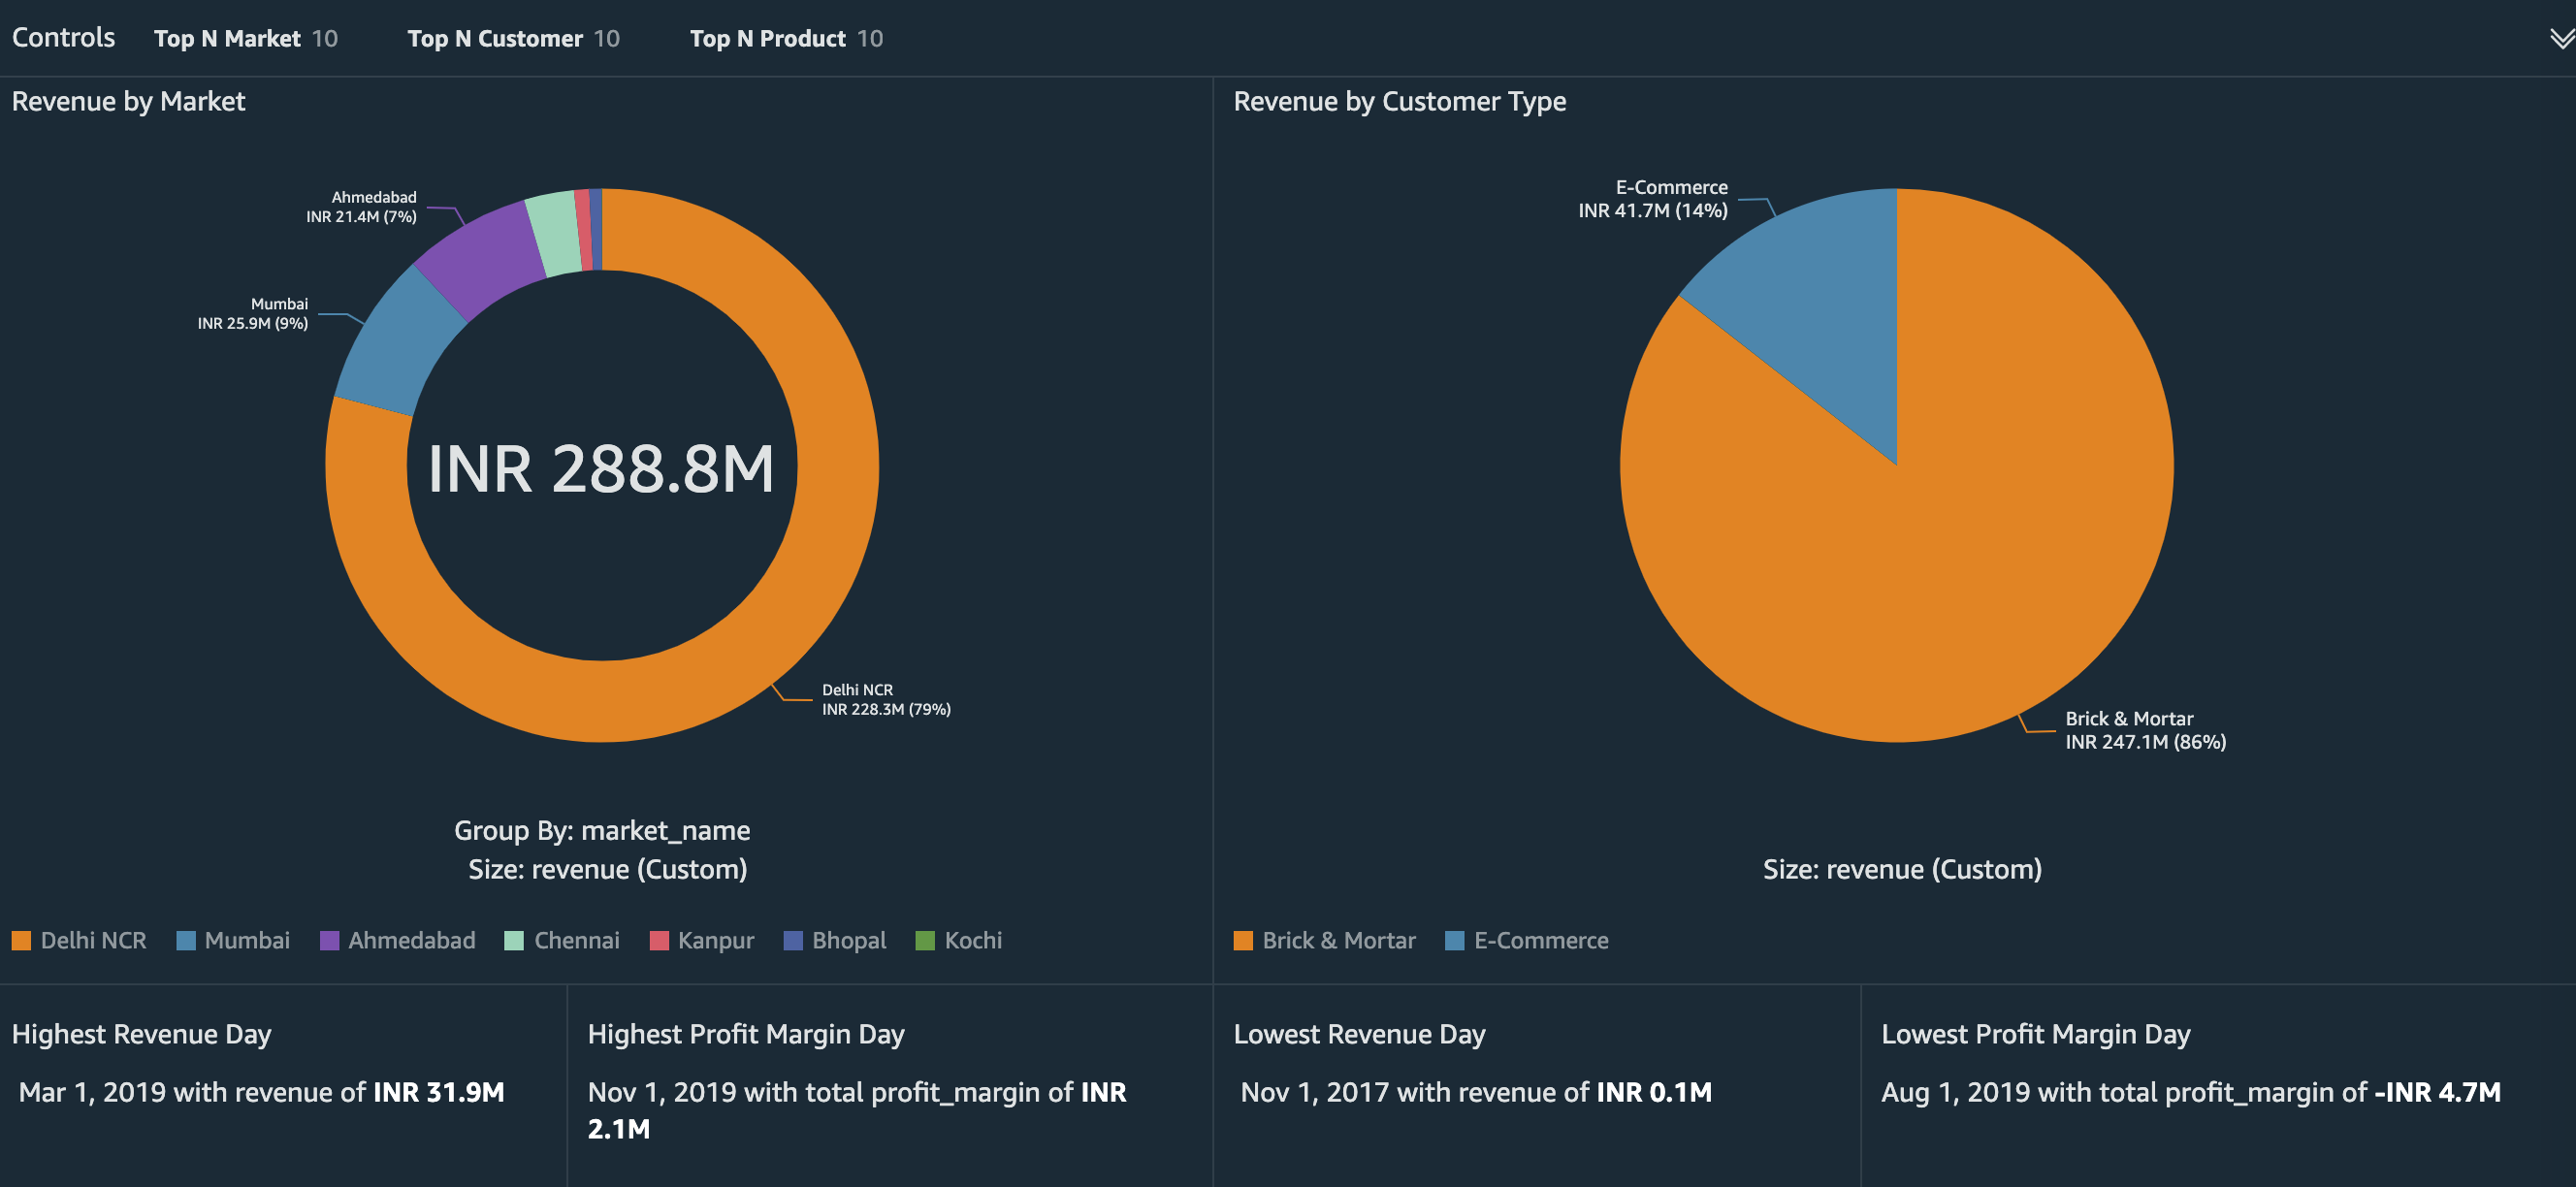 Controls Top N Market 10 Top N Customer 10 Top N Product 10
Revenue by Market
Ahmedabad
INR 21.4M (7%)
Mumbai
INR 25.9M (9%)
INR 288.8M
Delhi NCR
INR 228.3M (79%)
Group By: market_name
Size: revenue (Custom)
Delhi NCR Mumbai Ahmedabad Chennai Kanpur Bhopal Kochi
Revenue by Customer Type
E-Commerce
INR 41.7M (14%)
Brick & Mortar
INR 247.1M (86%)
Size: revenue (Custom)
Brick & Mortar E-Commerce
Highest Revenue Day
Mar 1, 2019 with revenue of INR 31.9M
Highest Profit Margin Day
Nov 1, 2019 with total profit_margin of INR
2.1M
Lowest Revenue Day
Nov 1, 2017 with revenue of INR 0.1M
Lowest Profit Margin Day
Aug 1, 2019 with total profit_margin of -INR 4.7M